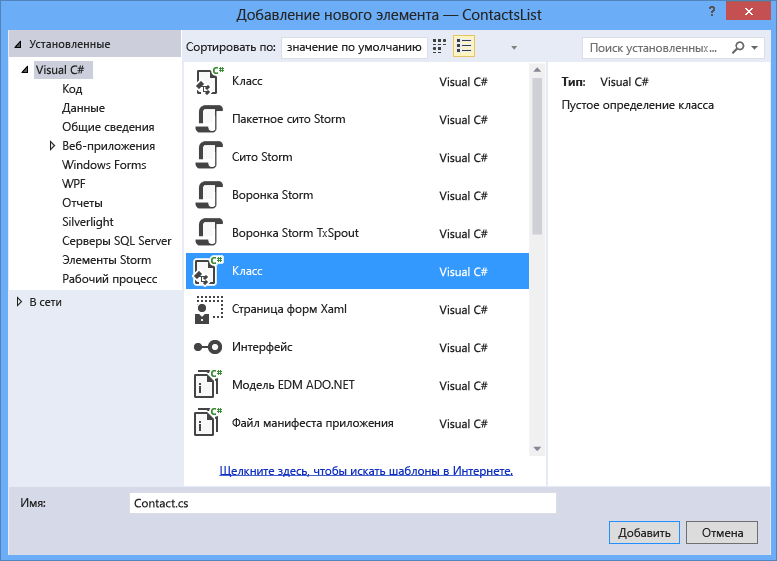 Добавление нового элемента — ContactsList
?
Установленные
Сортировать по: значение по умолчанию
Поиск установленных...
Visual C#
Код
Данные
Общие сведения
Веб-приложения
Windows Forms
WPF
Отчеты
Silverlight
Серверы SQL Server
Элементы Storm
Рабочий процесс
В сети
C# Класс Visual C#
Пакетное сито Storm Visual C#
Сито Storm Visual C#
Воронка Storm Visual C#
Воронка Storm TxSpout Visual C#
C# Класс Visual C#
Страница форм Xaml Visual C#
Интерфейс Visual C#
C# Модель EDM ADO.NET Visual C#
C# Файл манифеста приложения Visual C#
Щелкните здесь, чтобы искать шаблоны в Интернете.
Тип: Visual C#
Пустое определение класса
Имя: Contact.cs
Добавить Отмена